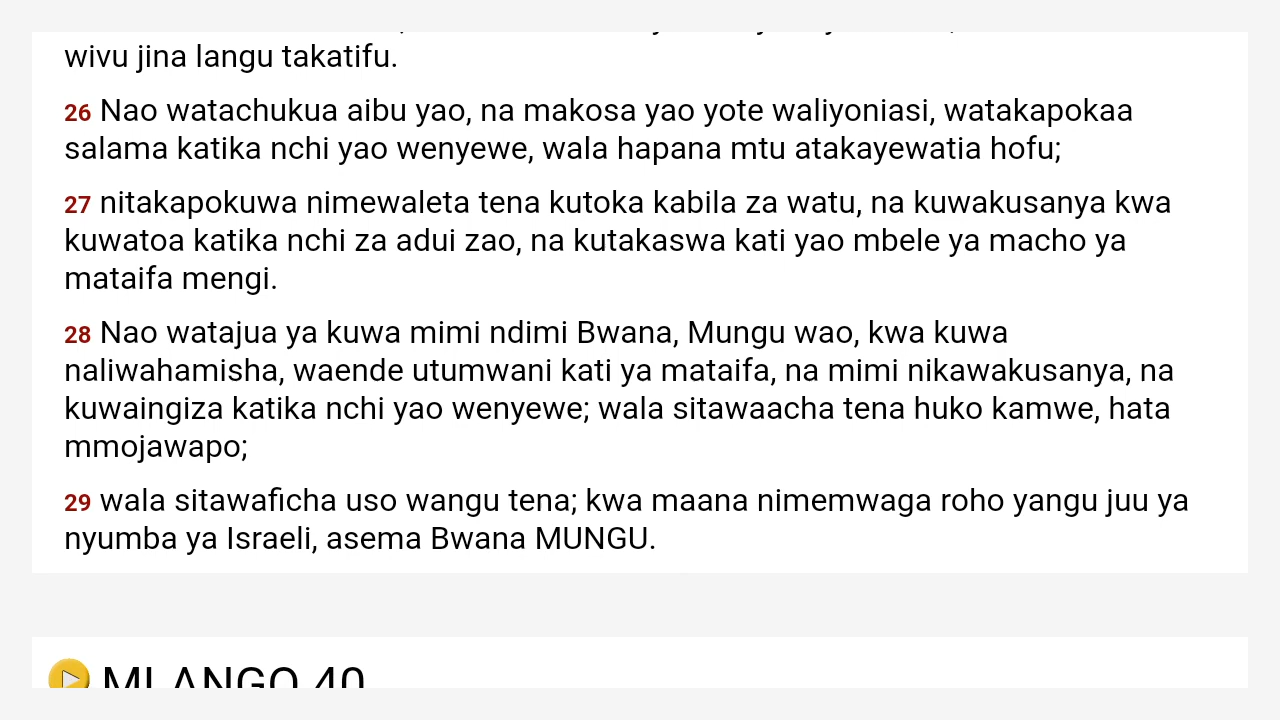 wivu jina langu takatifu.
26 Nao watachukua aibu yao, na makosa yao yote waliyoniasi, watakapokaa
salama katika nchi yao wenyewe, wala hapana mtu atakayewatia hofu;
27 nitakapokuwa nimewaleta tena kutoka kabila za watu, na kuwakusanya kwa
kuwatoa katika nchi za adui zao, na kutakaswa kati yao mbele ya macho ya
mataifa mengi.
28 Nao watajua ya kuwa mimi ndimi Bwana, Mungu wao, kwa kuwa
naliwahamisha, waende utumwani kati ya mataifa, na mimi nikawakusanya, na
kuwaingiza katika nchi yao wenyewe; wala sitawaacha tena huko kamwe, hata
mmojawapo;
29 wala sitawaficha uso wangu tena; kwa maana nimemwaga roho yangu juu ya
nyumba ya Israeli, asema Bwana MUNGU.
MLANGO 40